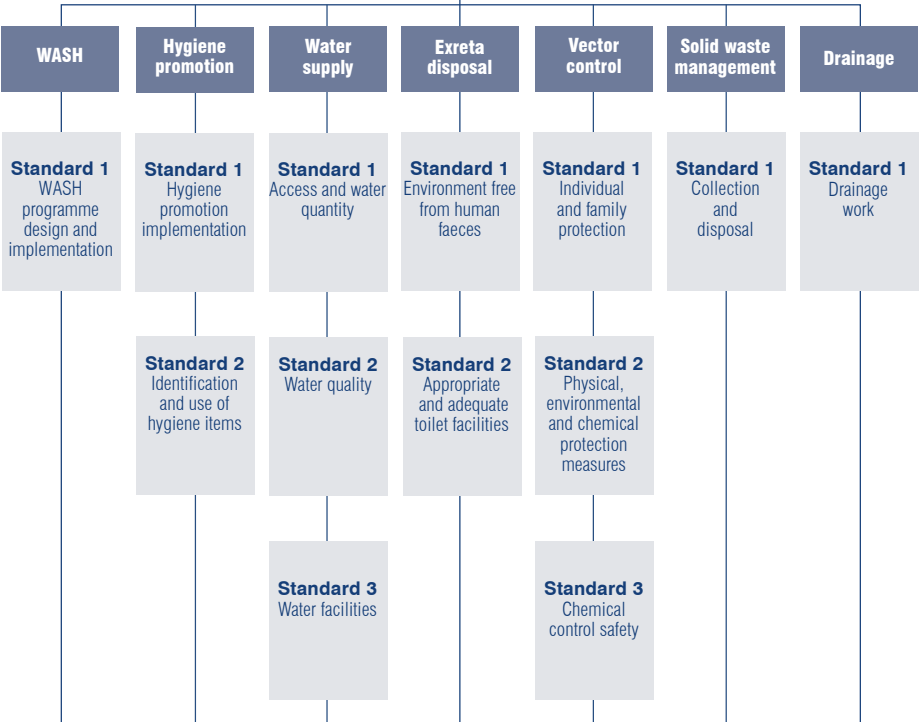 WASH
Hygiene
promotion
Water
supply
Exreta
disposal
Vector
control
Solid waste
management
Drainage
Standard 1
WASH
programme
design and
implementation
Standard 1
Hygiene
promotion
implementation
Standard 1
Access and water
quantity
Standard 1
Environment free
from human
faeces
Standard 1
Individual
and family
protection
Standard 1
Collection
and
disposal
Standard 1
Drainage
work
Standard 2
Identification
and use of
hygiene items
Standard 2
Water quality
Standard 2
Appropriate
and adequate
toilet facilities
Standard 2
Physical,
environmental
and chemical
protection
measures
Standard 3
Water facilities
Standard 3
Chemical
control safety